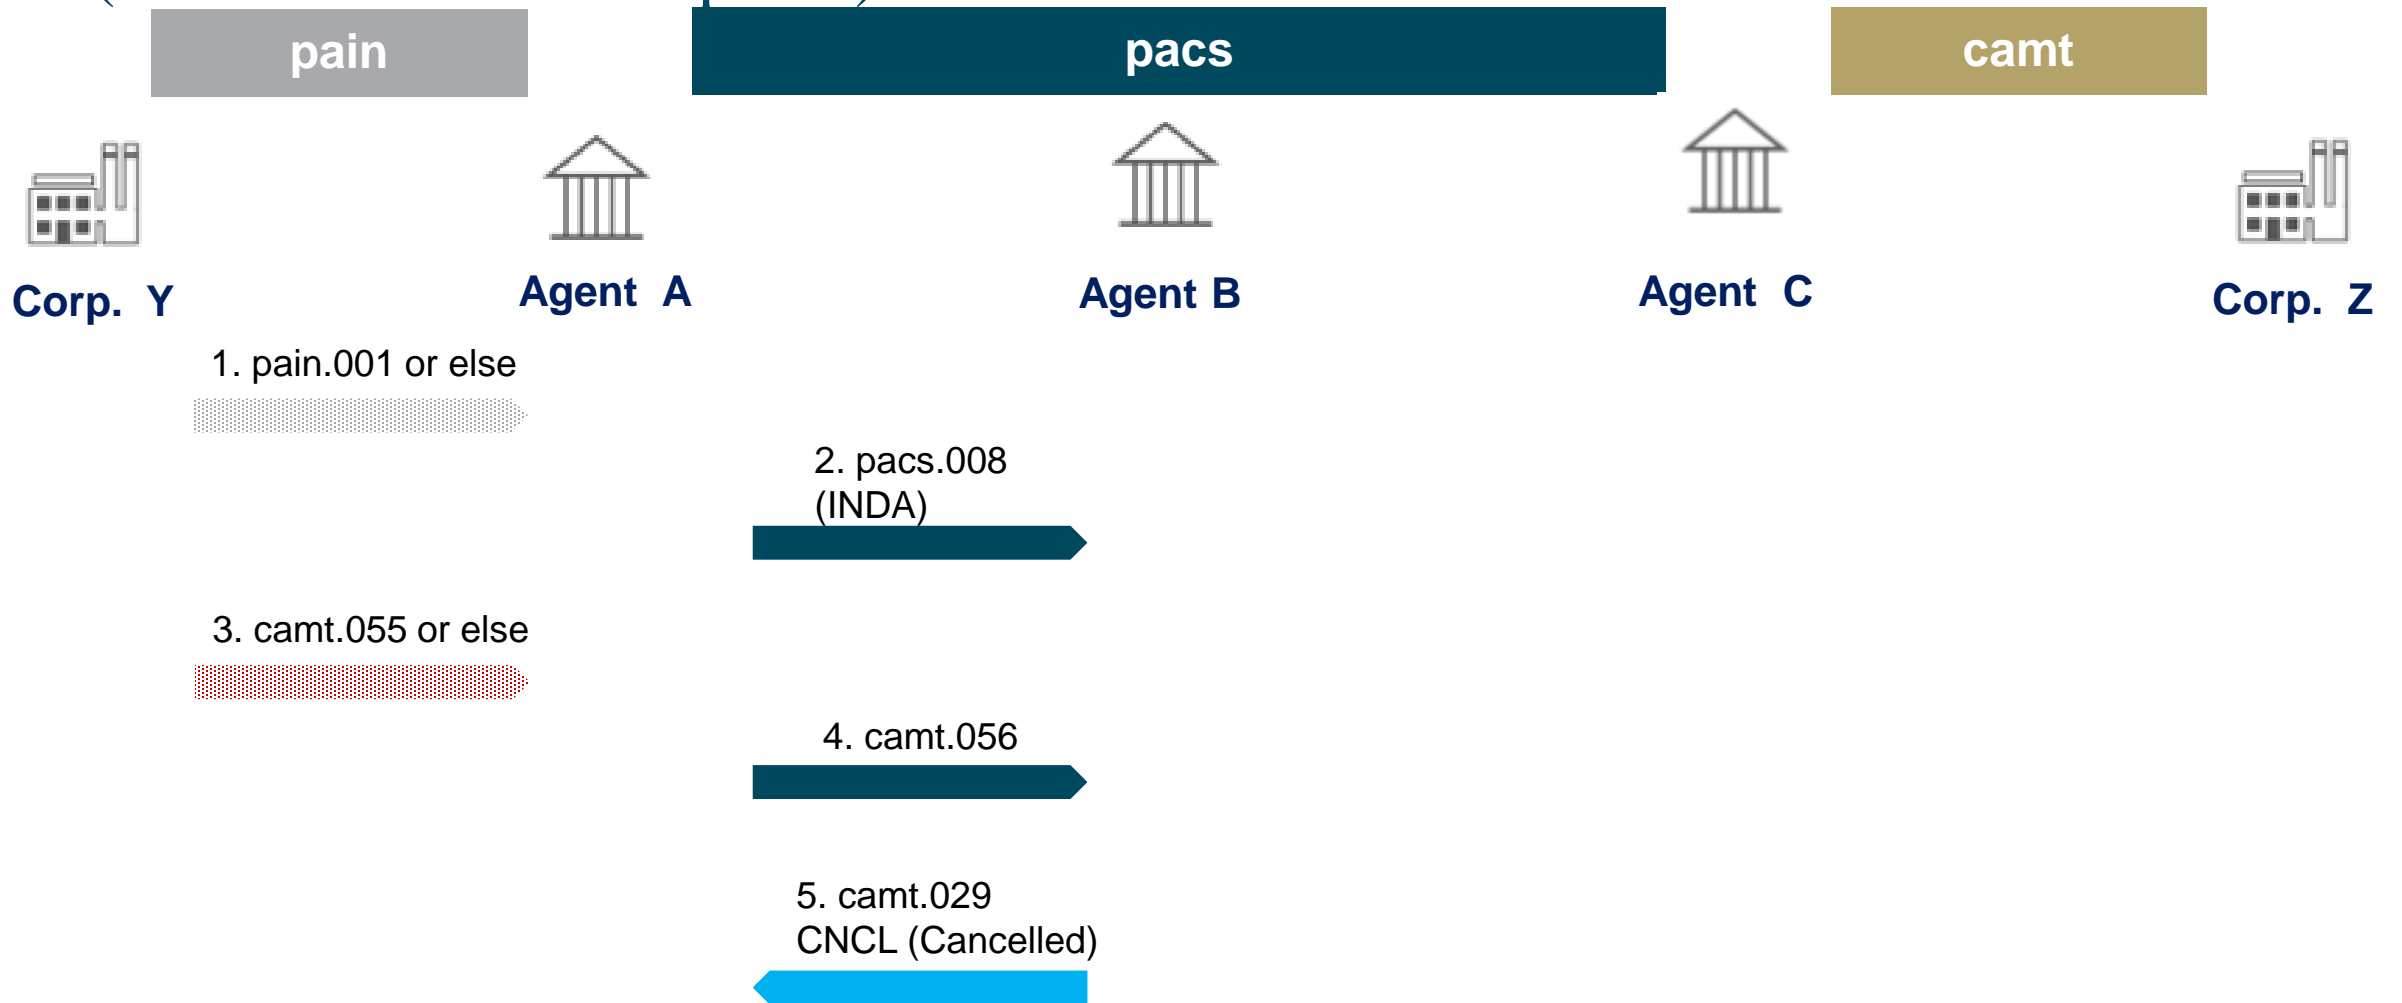 pain
pacs
camt
Corp. Y
Agent A
Agent B
Agent C
Corp. Z
1. pain.001 or else
2. pacs.008
(INDA)
3. camt.055 or else
4. camt.056
5. camt.029
CNCL (Cancelled)